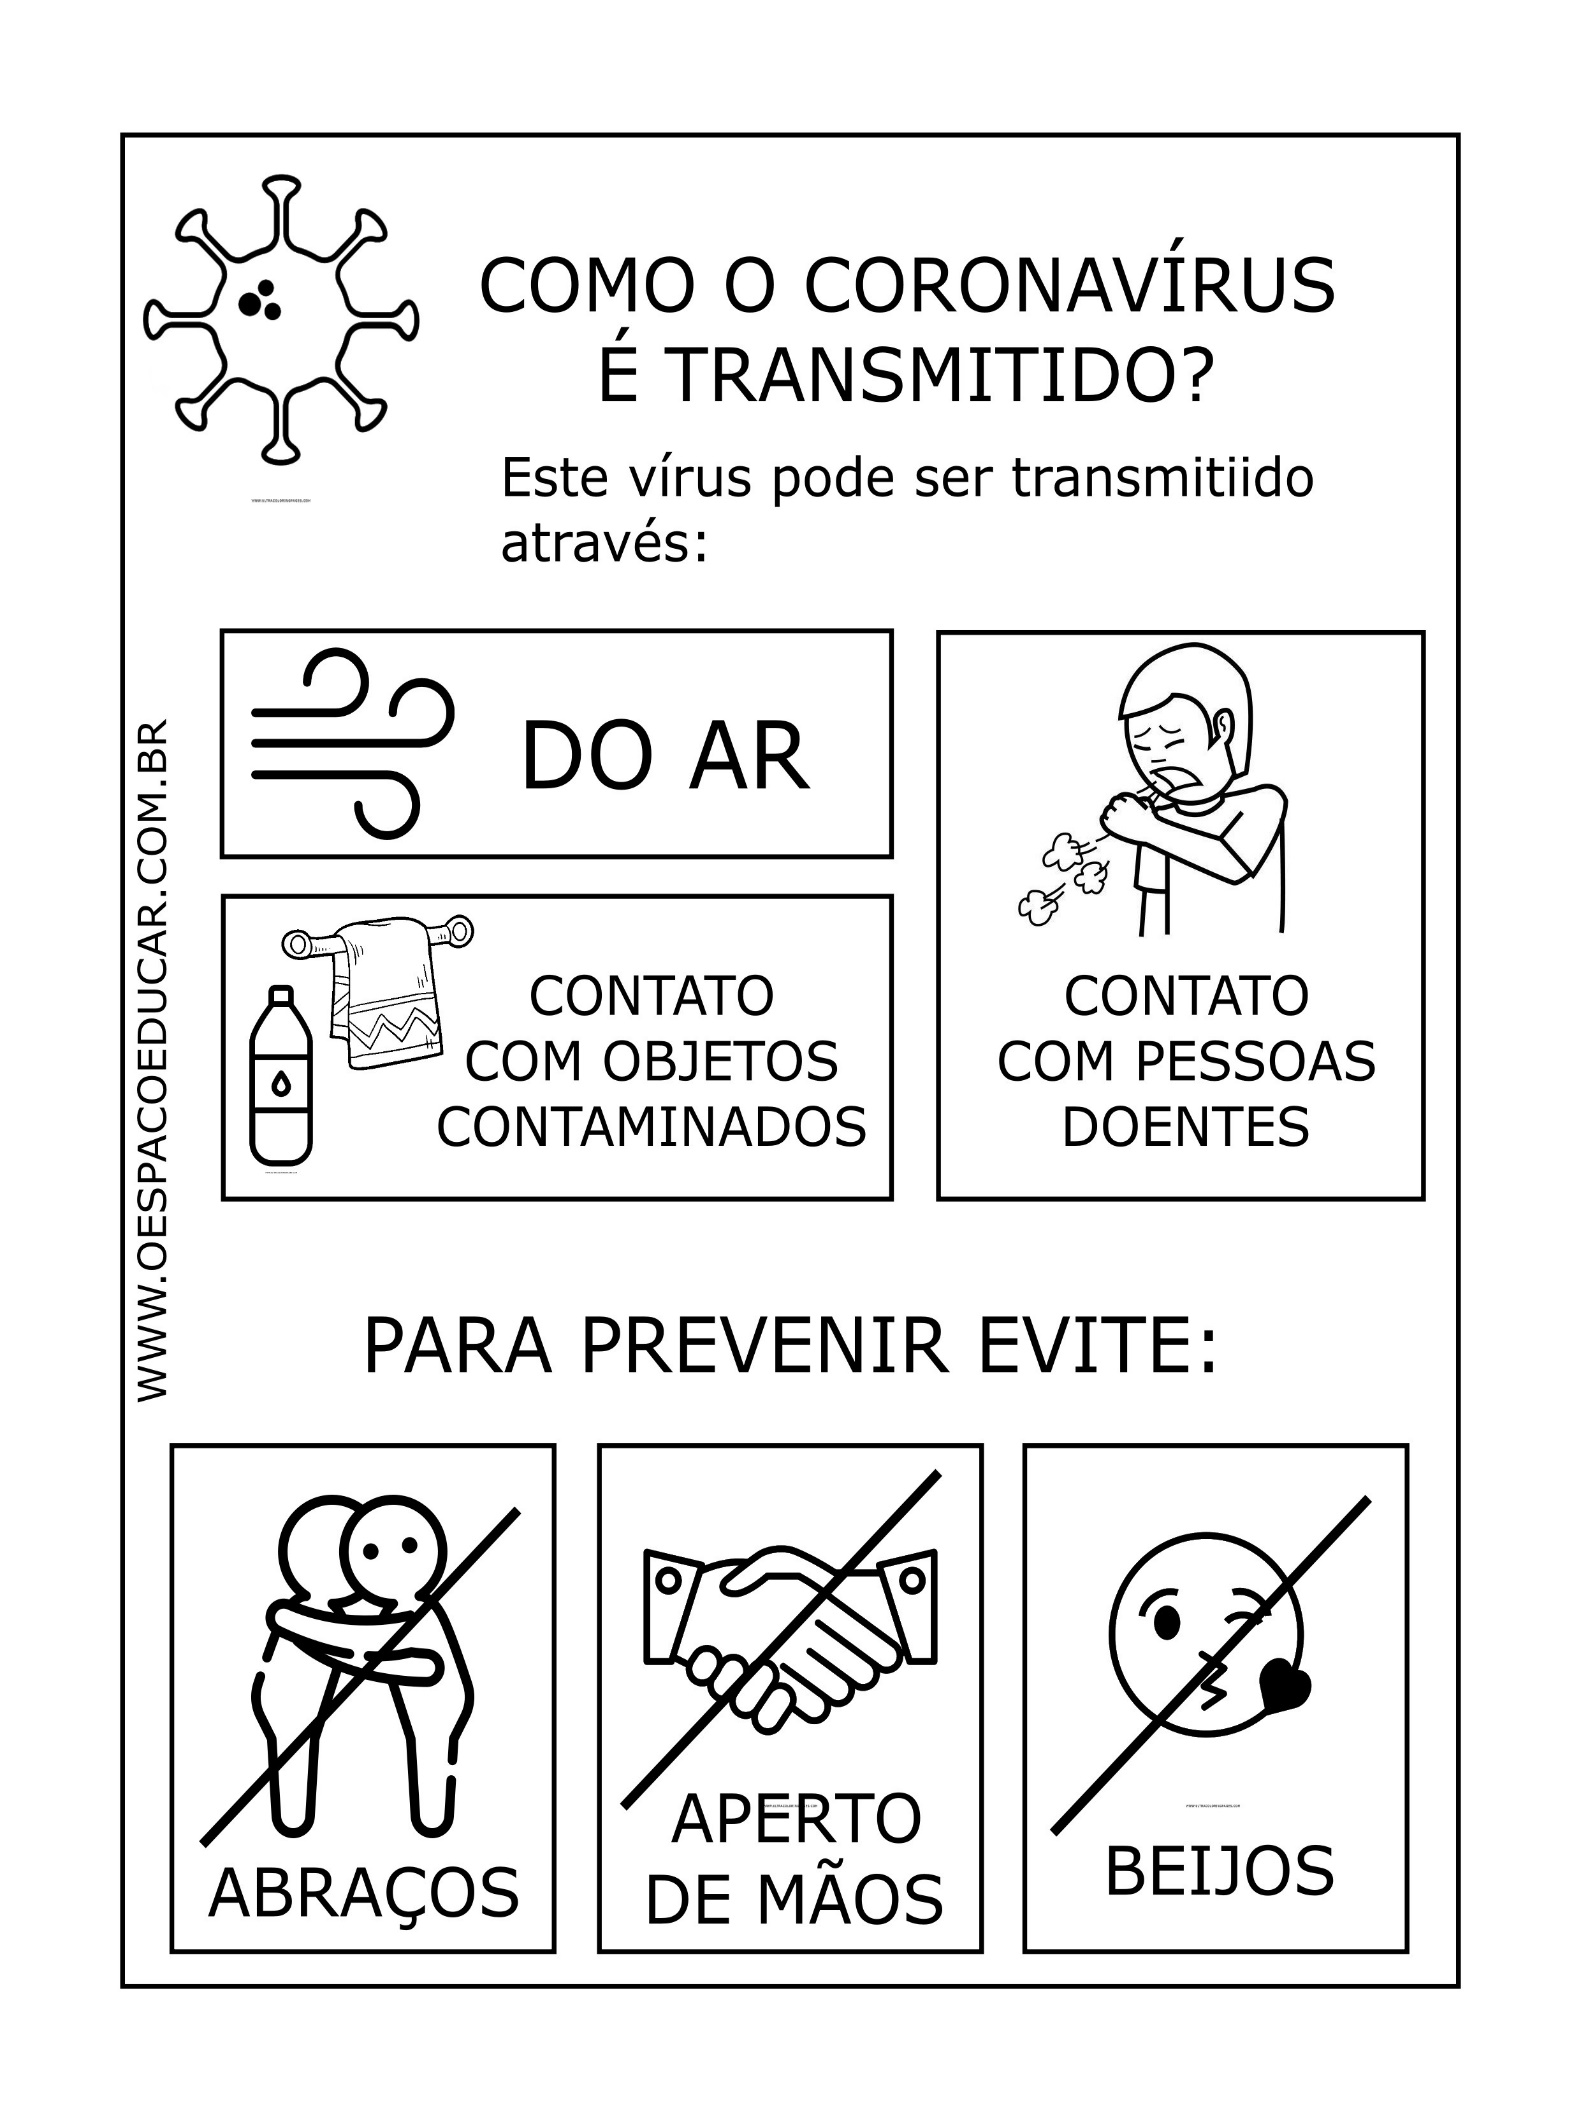 COMO O CORONAVÍRUS
É TRANSMITIDO?
Este vírus pode ser transmitiido
através:
DO AR
CONTATO
COM OBJETOS
CONTAMINADOS
CONTATO
COM PESSOAS
DOENTES
WWW.OESPACOEDUCAR.COM.BR
PARA PREVENIR EVITE:
ABRAÇOS
APERTO
DE MÃOS
BEIJOS